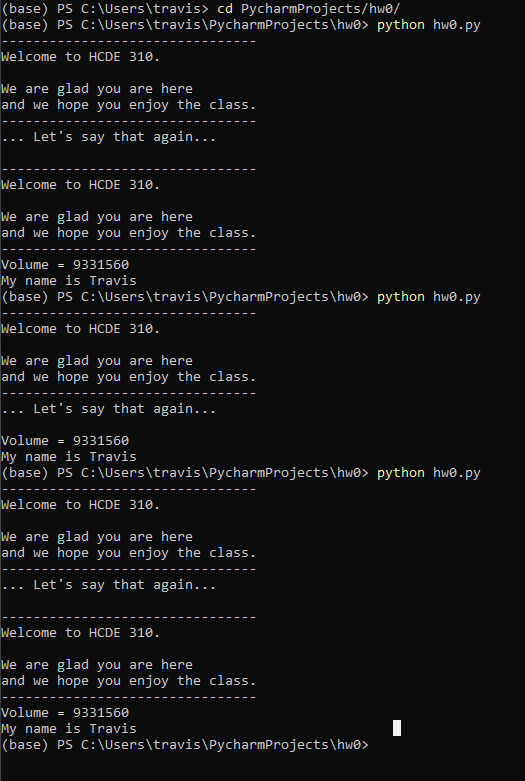 (base) PS C:\Users\travis> cd PycharmProjects/hw0/
(base) PS C:\Users\travis\PycharmProjects\hw0> python hw0.py
--------------------------------
Welcome to HCDE 310.

We are glad you are here
and we hope you enjoy the class.
--------------------------------
... Let's say that again...

--------------------------------
Welcome to HCDE 310.

We are glad you are here
and we hope you enjoy the class.
--------------------------------
Volume = 9331560
My name is Travis
(base) PS C:\Users\travis\PycharmProjects\hw0> python hw0.py
--------------------------------
Welcome to HCDE 310.

We are glad you are here
and we hope you enjoy the class.
--------------------------------
... Let's say that again...

Volume = 9331560
My name is Travis
(base) PS C:\Users\travis\PycharmProjects\hw0> python hw0.py
--------------------------------
Welcome to HCDE 310.

We are glad you are here
and we hope you enjoy the class.
--------------------------------
... Let's say that again...

--------------------------------
Welcome to HCDE 310.

We are glad you are here
and we hope you enjoy the class.
--------------------------------
Volume = 9331560
My name is Travis
(base) PS C:\Users\travis\PycharmProjects\hw0>